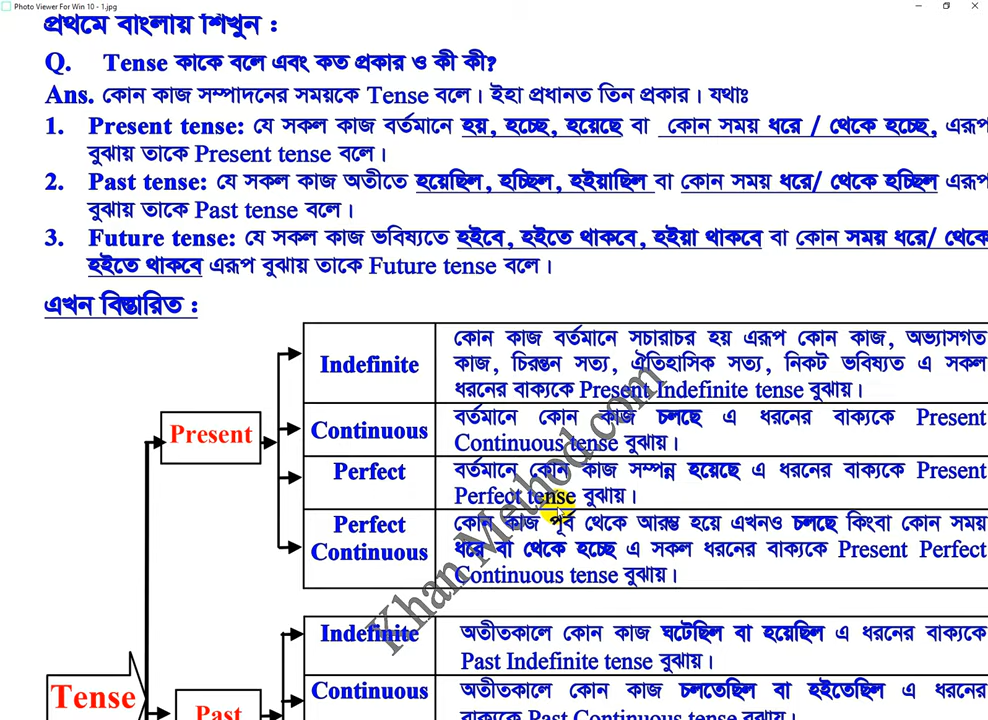 Photo Viewer For Win 10 - 1.jpg
প্রথমে বাংলায় শিখুন :
Q. Tense কাকে বলে এবং কত প্রকার ও কী কী?
Ans. কোন কাজ সম্পাদনের সময়কে Tense বলে। ইহা প্রধানত তিন প্রকার। যথাঃ
1. Present tense: যে সকল কাজ বর্তমানে হয়, হচ্ছে, হয়েছে বা কোন সময় ধরে / থেকে হচ্ছে, এরূপ
বুঝায় তাকে Present tense বলে।
2. Past tense: যে সকল কাজ অতীতে হয়েছিল, হচ্ছিল, হইয়াছিল বা কোন সময় ধরে/ থেকে হচ্ছিল এরূপ
বুঝায় তাকে Past tense বলে।
3. Future tense: যে সকল কাজ ভবিষ্যতে হইবে, হইতে থাকবে, হইয়া থাকবে বা কোন সময় ধরে/ থেকে
হইতে থাকবে এরূপ বুঝায় তাকে Future tense বলে।
এখন বিস্তারিত :
Present
Indefinite
কোন কাজ বর্তমানে সচারাচর হয় এরূপ কোন কাজ, অভ্যাসগত
কাজ, চিরন্তন সত্য, ঐতিহাসিক সত্য, নিকট ভবিষ্যত এ সকল
ধরনের বাক্যকে Present Indefinite tense বুঝায়।
Continuous
বর্তমানে কোন কাজ চলছে এ ধরনের বাক্যকে Present
Continuous tense বুঝায়।
Perfect
বর্তমানে কোন কাজ সম্পন্ন হয়েছে এ ধরনের বাক্যকে Present
Perfect tense বুঝায়।
Perfect
Continuous
কোন কাজ পূর্ব থেকে আরম্ভ হয়ে এখনও চলছে কিংবা কোন সময়
ধরে বা থেকে হচ্ছে এ সকল ধরনের বাক্যকে Present Perfect
Continuous tense বুঝায়।
Khan Method.com
Tense
Past
Indefinite
অতীতকালে কোন কাজ ঘটেছিল বা হয়েছিল এ ধরনের বাক্যকে
Past Indefinite tense বুঝায়।
Continuous
অতীতকালে কোন কাজ চলতেছিল বা হইতেছিল এ ধরনের
বাক্যকে Past Continuous tense বুঝায়।